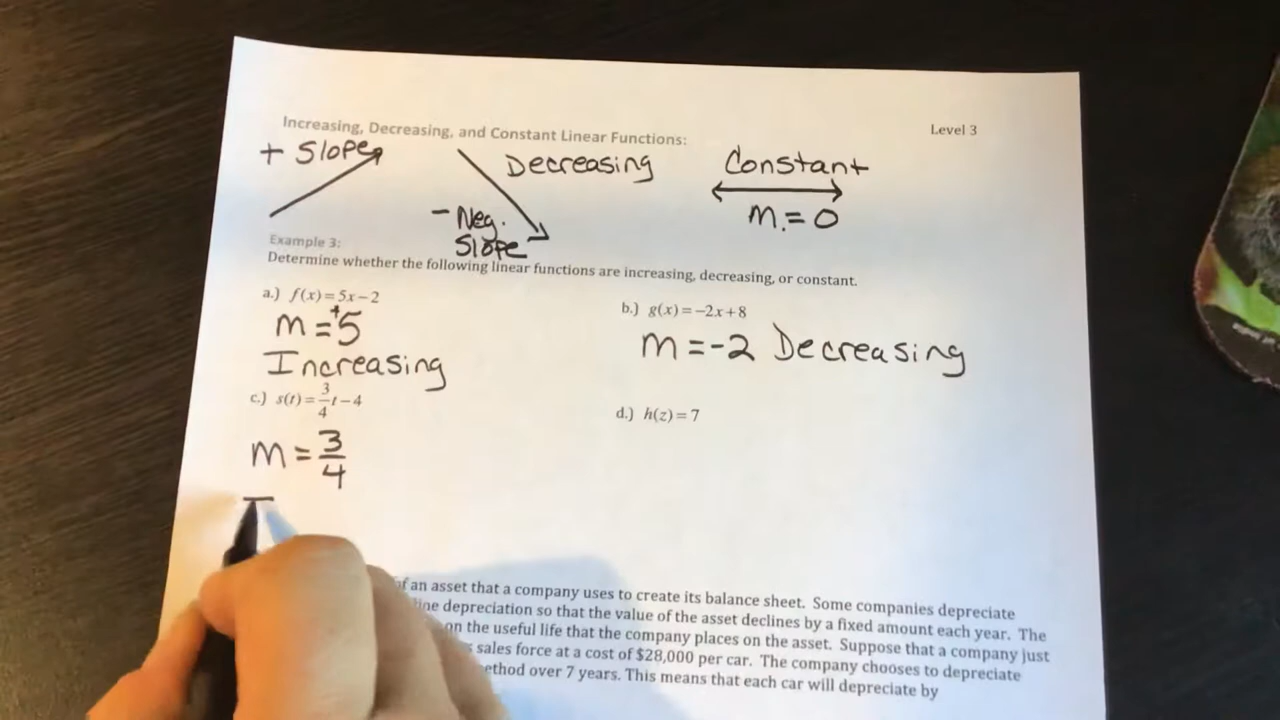 Increasing, Decreasing, and Constant Linear Functions:
Level 3
+ Slope
Decreasing
Constant
- Neg.
Slope
m = 0
Example 3:
Determine whether the following linear functions are increasing, decreasing, or constant.
a.) f(x)=5x−2
b.) g(x)=−2x+8
m = +5
m = -2 Decreasing
Increasing
c.) s(t)=3/4t−4
d.) h(z)=7
m = 3/4
of an asset that a company uses to create its balance sheet. Some companies depreciate
depreciation so that the value of the asset declines by a fixed amount each year. The
on the useful life that the company places on the asset. Suppose that a company just
sales force at a cost of $28,000 per car. The company chooses to depreciate
over 7 years. This means that each car will depreciate by